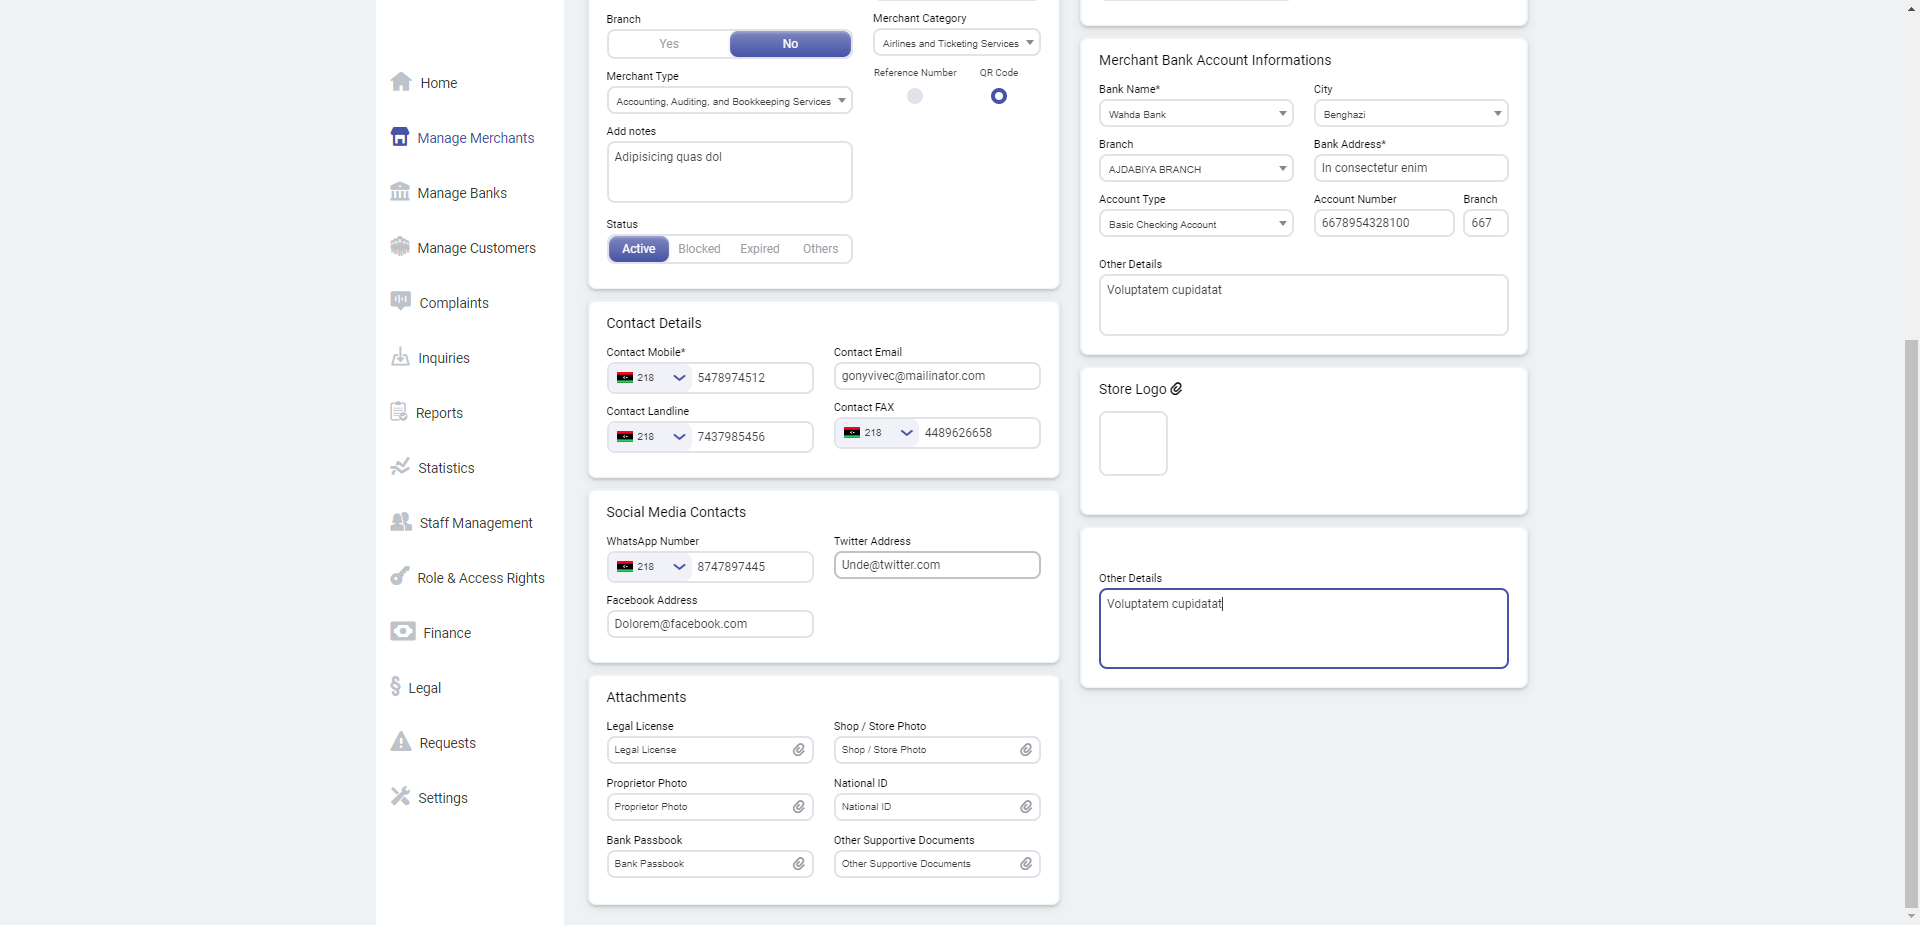 Home
Manage Merchants
Manage Banks
Manage Customers
Complaints
Inquiries
Reports
Statistics
Staff Management
Role & Access Rights
Finance
Legal
Requests
Settings
Branch
Yes No
Merchant Category
Airlines and Ticketing Services
Merchant Type
Accounting, Auditing, and Bookkeeping Services
Reference Number QR Code
Add notes
Adipisicing quas dol
Status
Active Blocked Expired Others
Contact Details
Contact Mobile*
218 5478974512
Contact Email
gonyvivec@mailinator.com
Contact Landline
218 7437985456
Contact FAX
218 4489626658
Social Media Contacts
WhatsApp Number
218 8747897445
Twitter Address
Unde@twitter.com
Facebook Address
Dolorem@facebook.com
Attachments
Legal License
Legal License
Shop / Store Photo
Shop / Store Photo
Proprietor Photo
Proprietor Photo
National ID
National ID
Bank Passbook
Bank Passbook
Other Supportive Documents
Other Supportive Documents
Merchant Bank Account Informations
Bank Name*
Wahda Bank
City
Benghazi
Branch
AJDABIYA BRANCH
Bank Address*
In consectetur enim
Account Type
Basic Checking Account
Account Number
6678954328100
Branch
667
Other Details
Voluptatem cupidatat
Store Logo
Other Details
Voluptatem cupidatat